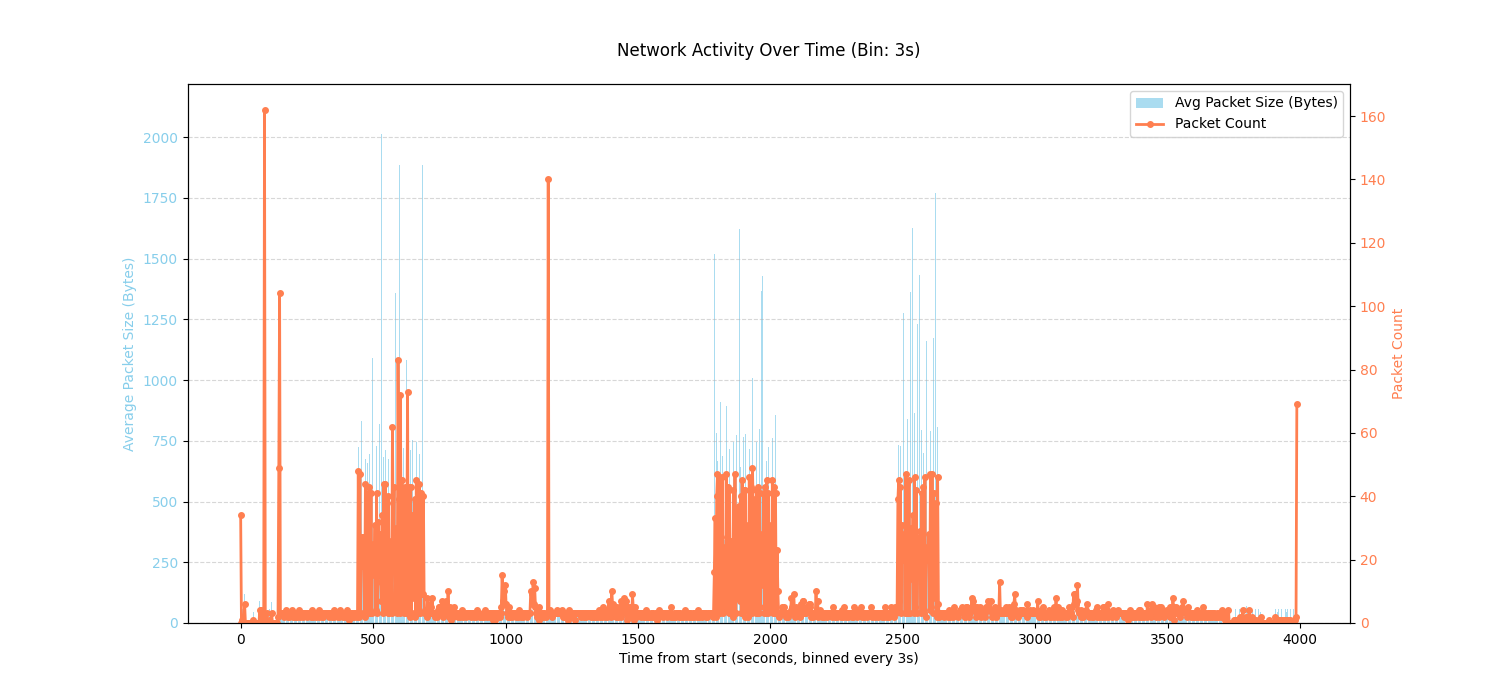 Network Activity Over Time (Bin: 3s)
Avg Packet Size (Bytes)
Packet Count
Average Packet Size (Bytes)
2000
1750
1500
1250
1000
750
500
250
0
160
140
120
100
80
60
40
20
0
Packet Count
0 500 1000 1500 2000 2500 3000 3500 4000
Time from start (seconds, binned every 3s)